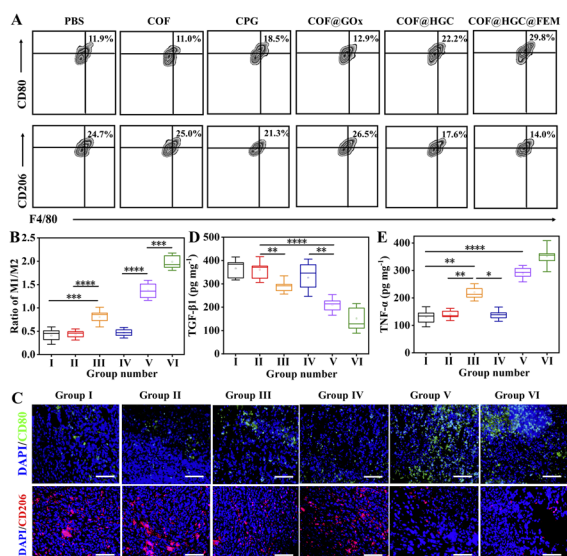 A
PBS COF CPG COF@GOx COF@HGC COF@HGC@FEM
CD80
11.9% 11.0% 18.5% 12.9% 22.2% 29.8%
CD206
24.7% 25.0% 21.3% 26.5% 17.6% 14.0%
F4/80
B
Ratio of M1/M2
2.5
2.0
1.5
1.0
0.5
0.0
*** **** **** ***
I II III IV V VI
Group number
D
TGF-β1 (pg mg⁻¹)
500
400
300
200
100
0
**** ** **
I II III IV V VI
Group number
E
TNF-α (pg mg⁻¹)
400
300
200
100
0
**** ** ** *
I II III IV V VI
Group number
C
Group I Group II Group III Group IV Group V Group VI
DAPI/CD80
DAPI/CD206